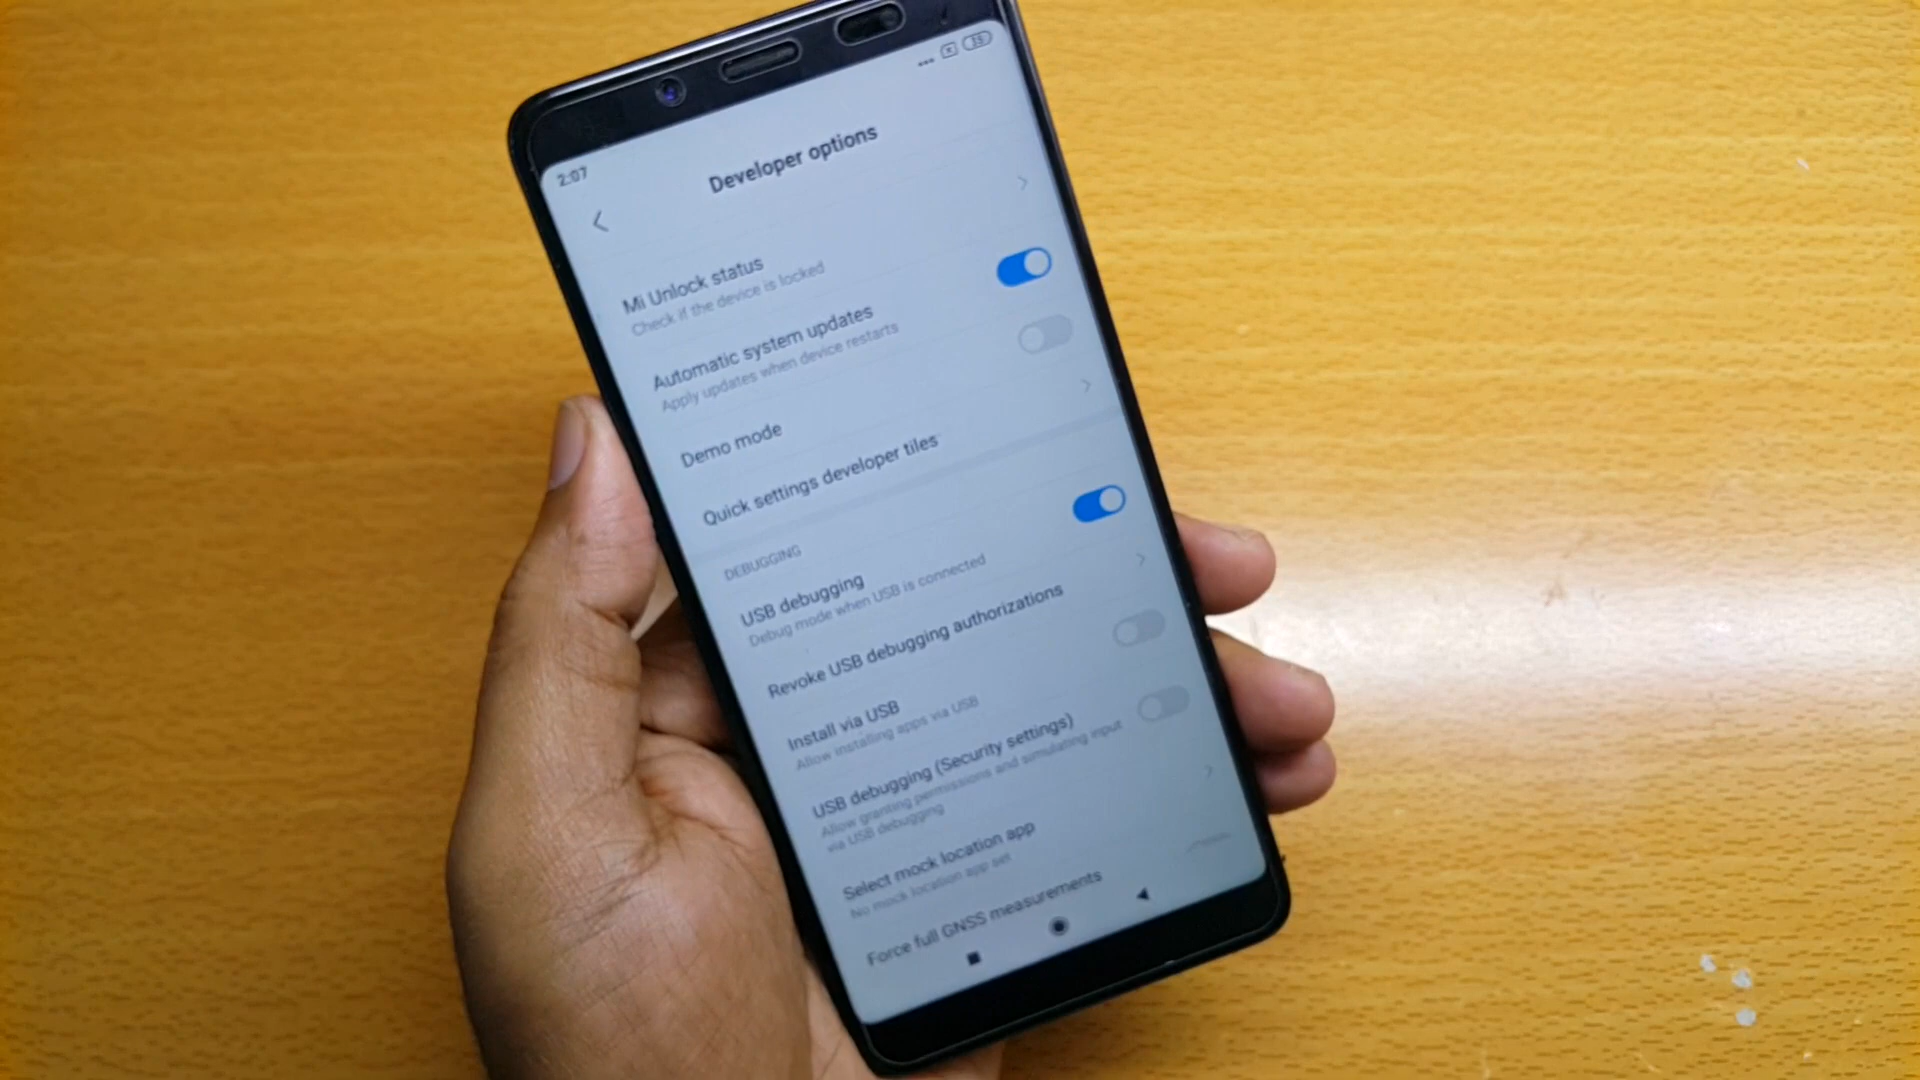 2:07
Developer options
Mi Unlock status
Check if the device is locked
Automatic system updates
Apply updates when device restarts
Demo mode
Quick settings developer tiles
DEBUGGING
USB debugging
Debug mode when USB is connected
Revoke USB debugging authorizations
Install via USB
Allow installing apps via USB
USB debugging (Security settings)
Allow granting permissions and simulating input
via USB debugging
Select mock location app
No mock location app set
Force full GNSS measurements